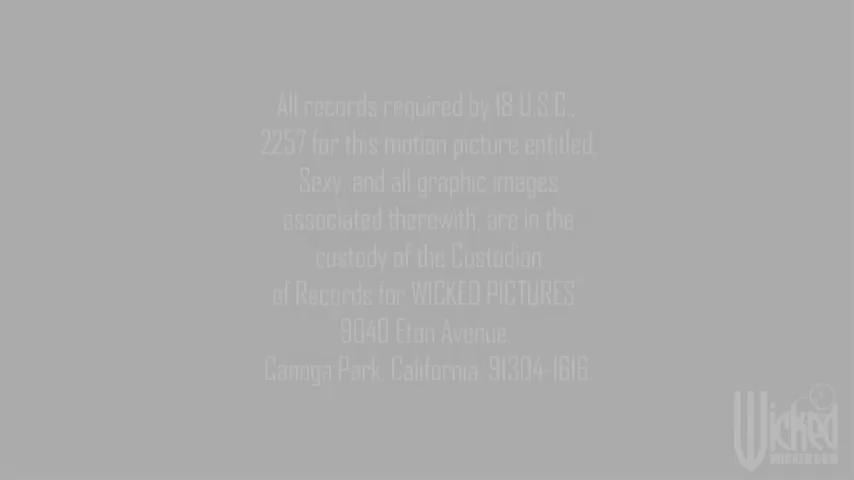 All records required by 18 U.S.C.,
2257 for this motion picture entitled,
Sexy, and all graphic images
associated therewith, are in the
custody of the Custodian
of Records for WICKED PICTURES
9040 Eton Avenue
Canoga Park, California, 91304-1616.
Wicked
WICKED.COM